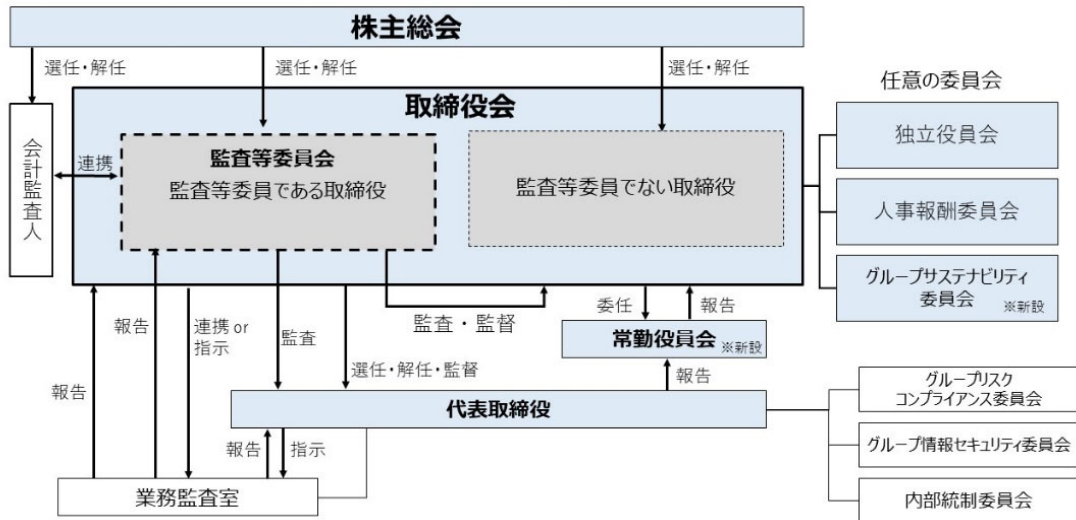 株主総会
選任・解任
選任・解任
選任・解任
任意の委員会
取締役会
会計監査人
連携
監査等委員会
監査等委員である取締役
監査等委員でない取締役
独立役員会
人事報酬委員会
グループサステナビリティ
委員会 ※新設
報告
報告
連携 or
指示
監査
監査・監督
選任・解任・監督
委任
報告
常勤役員会 ※新設
報告
代表取締役
グループリスク
コンプライアンス委員会
グループ情報セキュリティ委員会
内部統制委員会
報告
指示
業務監査室